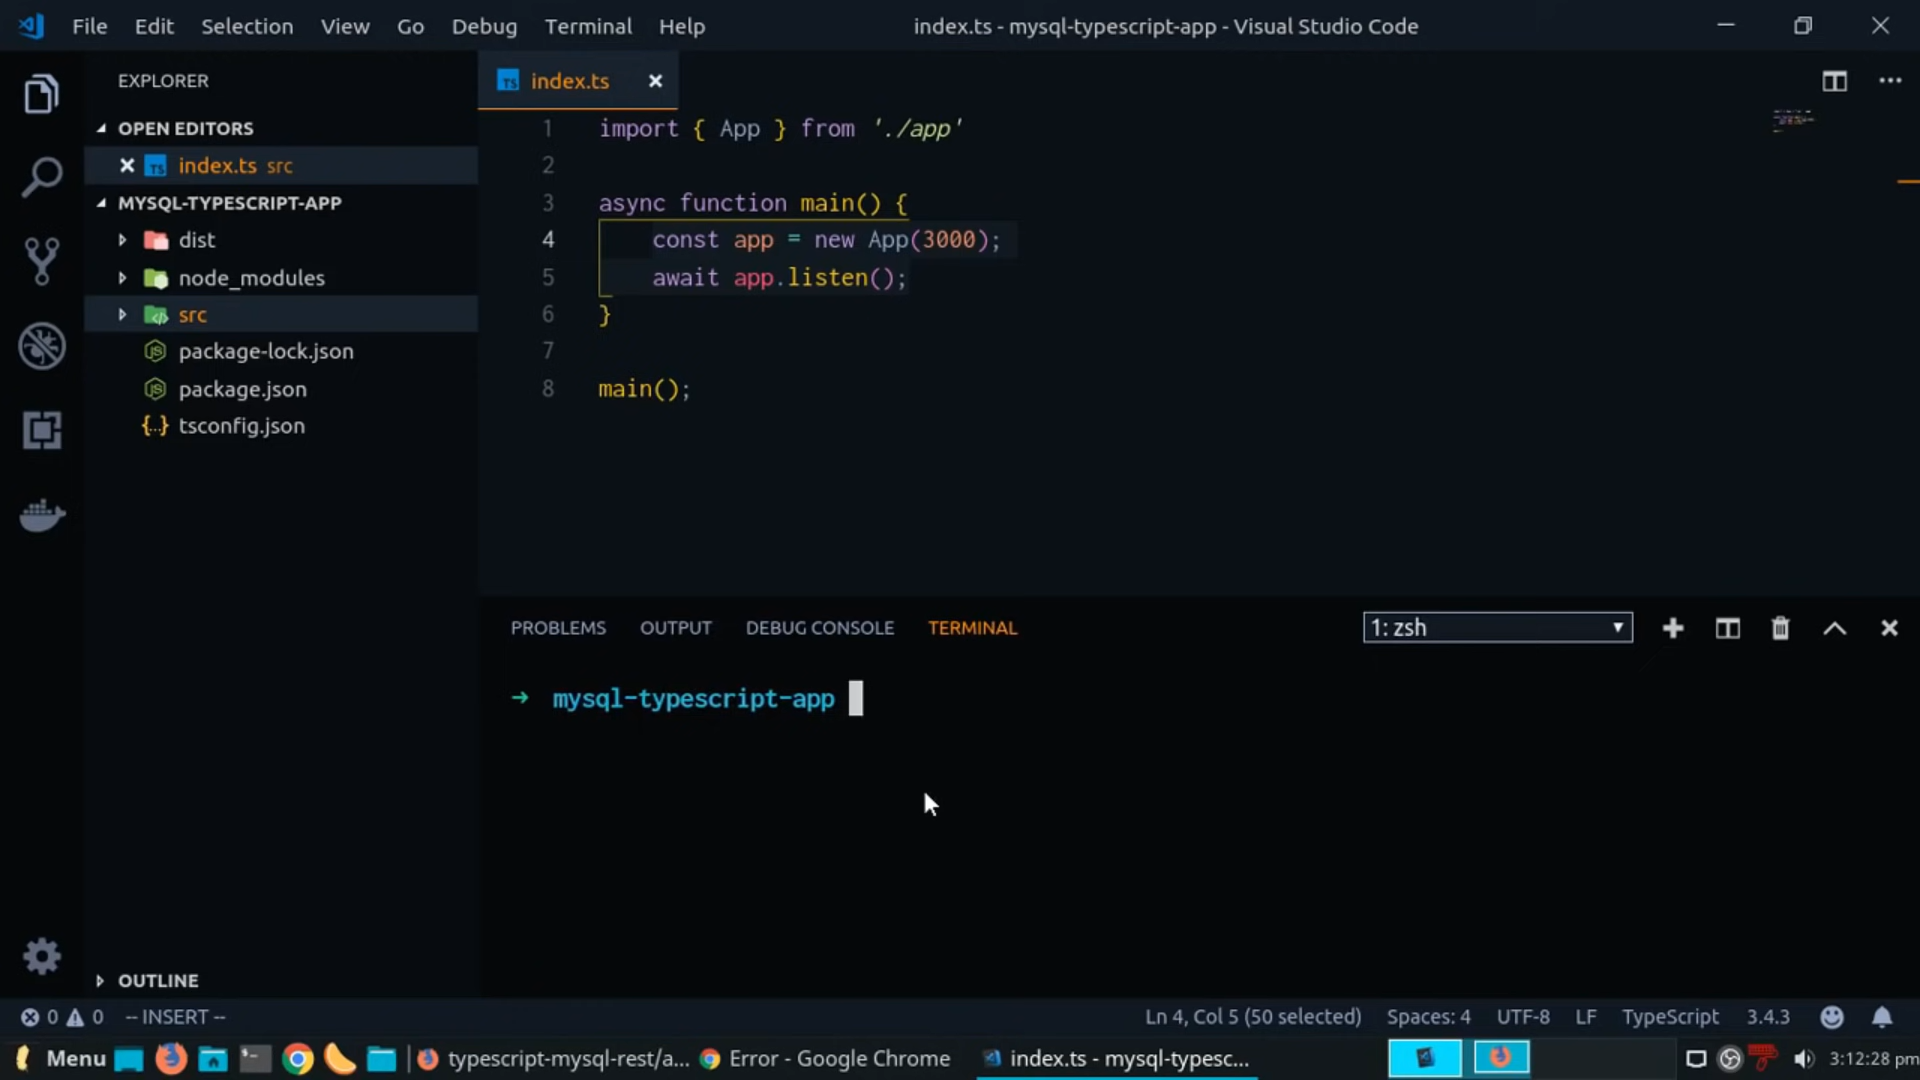 File Edit Selection View Go Debug Terminal Help
index.ts - mysql-typescript-app - Visual Studio Code
EXPLORER
OPEN EDITORS
index.ts src
MYSQL-TYPESCRIPT-APP
dist
node_modules
src
package-lock.json
package.json
tsconfig.json
OUTLINE
index.ts
1 import { App } from './app'
2
3 async function main() {
4 const app = new App(3000);
5 await app.listen();
6 }
7
8 main();
PROBLEMS OUTPUT DEBUG CONSOLE TERMINAL
1: zsh
→ mysql-typescript-app
0 0 -- INSERT --
Ln 4, Col 5 (50 selected) Spaces: 4 UTF-8 LF TypeScript 3.4.3
Menu typescript-mysql-rest/a... Error - Google Chrome index.ts - mysql-typesc... 3:12:28 pm